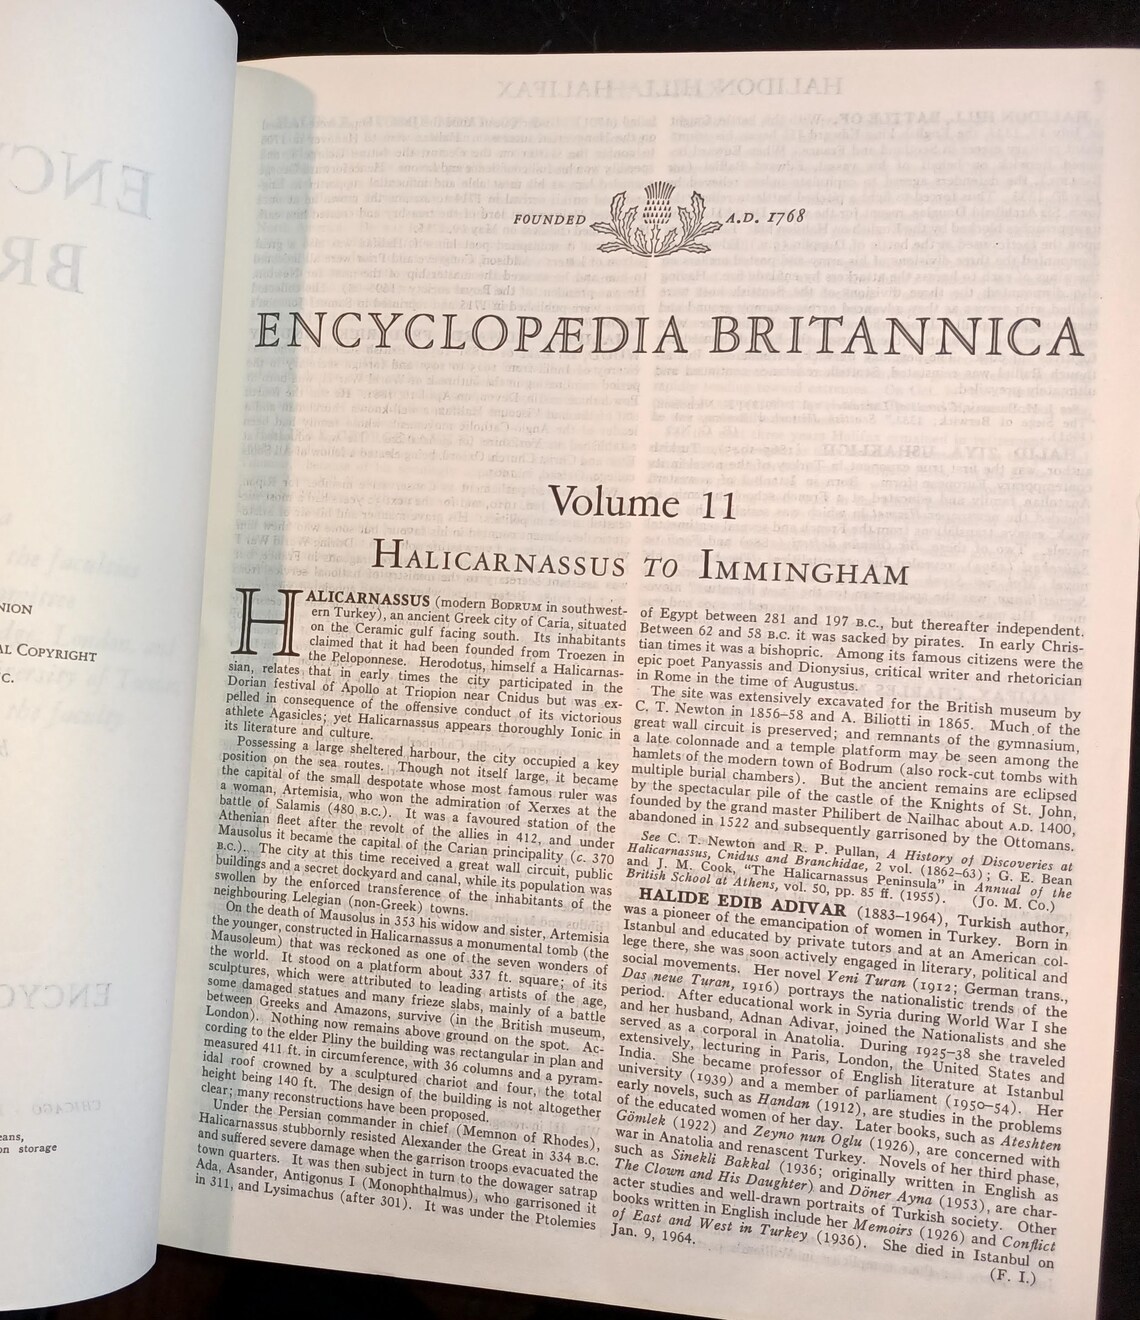 NION
AL COPYRIGHT
C.
eans,
on storage
FOUNDED A.D. 1768
ENCYCLOPÆDIA BRITANNICA
Volume 11
HALICARNASSUS TO IMMINGHAM
HALICARNASSUS (modern BODRUM in southwest-
ern Turkey), an ancient Greek city of Caria, situated
on the Ceramic gulf facing south. Its inhabitants
claimed that it had been founded from Troezen in
the Peloponnese. Herodotus, himself a Halicarnas-
sian, relates that in early times the city participated in the
Dorian festival of Apollo at Triopion near Cnidus but was ex-
pelled in consequence of the offensive conduct of its victorious
athlete Agasicles; yet Halicarnassus appears thoroughly Ionic in
its literature and culture.
Possessing a large sheltered harbour, the city occupied a key
position on the sea routes. Though not itself large, it became
the capital of the small despotate whose most famous ruler was
a woman, Artemisia, who won the admiration of Xerxes at the
battle of Salamis (480 B.C.). It was a favoured station of the
Athenian fleet after the revolt of the allies in 412, and under
Mausolus it became the capital of the Carian principality (c. 370
B.C.). The city at this time received a great wall circuit, public
buildings and a secret dockyard and canal, while its population was
swollen by the enforced transference of the inhabitants of the
neighbouring Lelegian (non-Greek) towns.
On the death of Mausolus in 353 his widow and sister, Artemisia
the younger, constructed in Halicarnassus a monumental tomb (the
Mausoleum) that was reckoned as one of the seven wonders of
the world. It stood on a platform about 337 ft. square; of its
sculptures, which were attributed to leading artists of the age,
some damaged statues and many frieze slabs, mainly of a battle
between Greeks and Amazons, survive (in the British museum,
London). Nothing now remains above ground on the spot. Ac-
cording to the elder Pliny the building was rectangular in plan and
measured 411 ft. in circumference, with 36 columns and a pyram-
idal roof crowned by a sculptured chariot and four, the total
height being 140 ft. The design of the building is not altogether
clear; many reconstructions have been proposed.
Under the Persian commander in chief (Memnon of Rhodes),
Halicarnassus stubbornly resisted Alexander the Great in 334 B.C.
and suffered severe damage when the garrison troops evacuated the
town quarters. It was then subject in turn to the dowager satrap
Ada, Asander, Antigonus I (Monophthalmus), who garrisoned it
in 311, and Lysimachus (after 301). It was under the Ptolemies
of Egypt between 281 and 197 B.C., but thereafter independent.
Between 62 and 58 B.C. it was sacked by pirates. In early Chris-
tian times it was a bishopric. Among its famous citizens were the
epic poet Panyassis and Dionysius, critical writer and rhetorician
in Rome in the time of Augustus.
The site was extensively excavated for the British museum by
C. T. Newton in 1856–58 and A. Biliotti in 1865. Much of the
great wall circuit is preserved; and remnants of the gymnasium,
a late colonnade and a temple platform may be seen among the
hamlets of the modern town of Bodrum (also rock-cut tombs with
multiple burial chambers). But the ancient remains are eclipsed
by the spectacular pile of the castle of the Knights of St. John,
founded by the grand master Philibert de Nailhac about A.D. 1400,
abandoned in 1522 and subsequently garrisoned by the Ottomans.
See C. T. Newton and R. P. Pullan, A History of Discoveries at
Halicarnassus, Cnidus and Branchidae, 2 vol. (1862–63); G. E. Bean
and J. M. Cook, "The Halicarnassus Peninsula" in Annual of the
British School at Athens, vol. 50, pp. 85 ff. (1955). (Jo. M. Co.)
HALIDE EDIB ADIVAR (1883–1964), Turkish author,
was a pioneer of the emancipation of women in Turkey. Born in
Istanbul and educated by private tutors and at an American col-
lege there, she was soon actively engaged in literary, political and
social movements. Her novel Yeni Turan (1912; German trans.,
Das neue Turan, 1916) portrays the nationalistic trends of the
period. After educational work in Syria during World War I she
and her husband, Adnan Adivar, joined the Nationalists and she
served as a corporal in Anatolia. During 1925–38 she traveled
extensively, lecturing in Paris, London, the United States and
India. She became professor of English literature at Istanbul
university (1939) and a member of parliament (1950–54). Her
early novels, such as Handan (1912), are studies in the problems
of the educated women of her day. Later books, such as Ateshten
Gömlek (1922) and Zeyno nun Oglu (1926), are concerned with
war in Anatolia and renascent Turkey. Novels of her third phase,
such as Sinekli Bakkal (1936; originally written in English as
The Clown and His Daughter) and Döner Ayna (1953), are char-
acter studies and well-drawn portraits of Turkish society. Other
books written in English include her Memoirs (1926) and Conflict
of East and West in Turkey (1936). She died in Istanbul on
Jan. 9, 1964.
(F. I.)